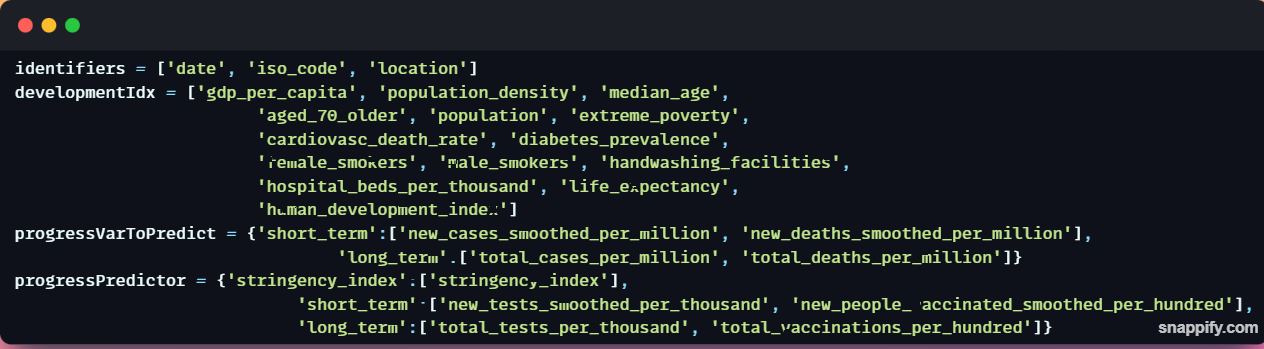 identifiers = ['date', 'iso_code', 'location']
developmentIdx = ['gdp_per_capita', 'population_density', 'median_age',
'aged_70_older', 'population', 'extreme_poverty',
'cardiovasc_death_rate', 'diabetes_prevalence',
'female_smokers', 'male_smokers', 'handwashing_facilities',
'hospital_beds_per_thousand', 'life_expectancy',
'human_development_index']
progressVarToPredict = {'short_term':['new_cases_smoothed_per_million', 'new_deaths_smoothed_per_million'],
'long_term':['total_cases_per_million', 'total_deaths_per_million']}
progressPredictor = {'stringency_index':['stringency_index'],
'short_term':['new_tests_smoothed_per_thousand', 'new_people_vaccinated_smoothed_per_hundred'],
'long_term':['total_tests_per_thousand', 'total_vaccinations_per_hundred']}
snappify.com